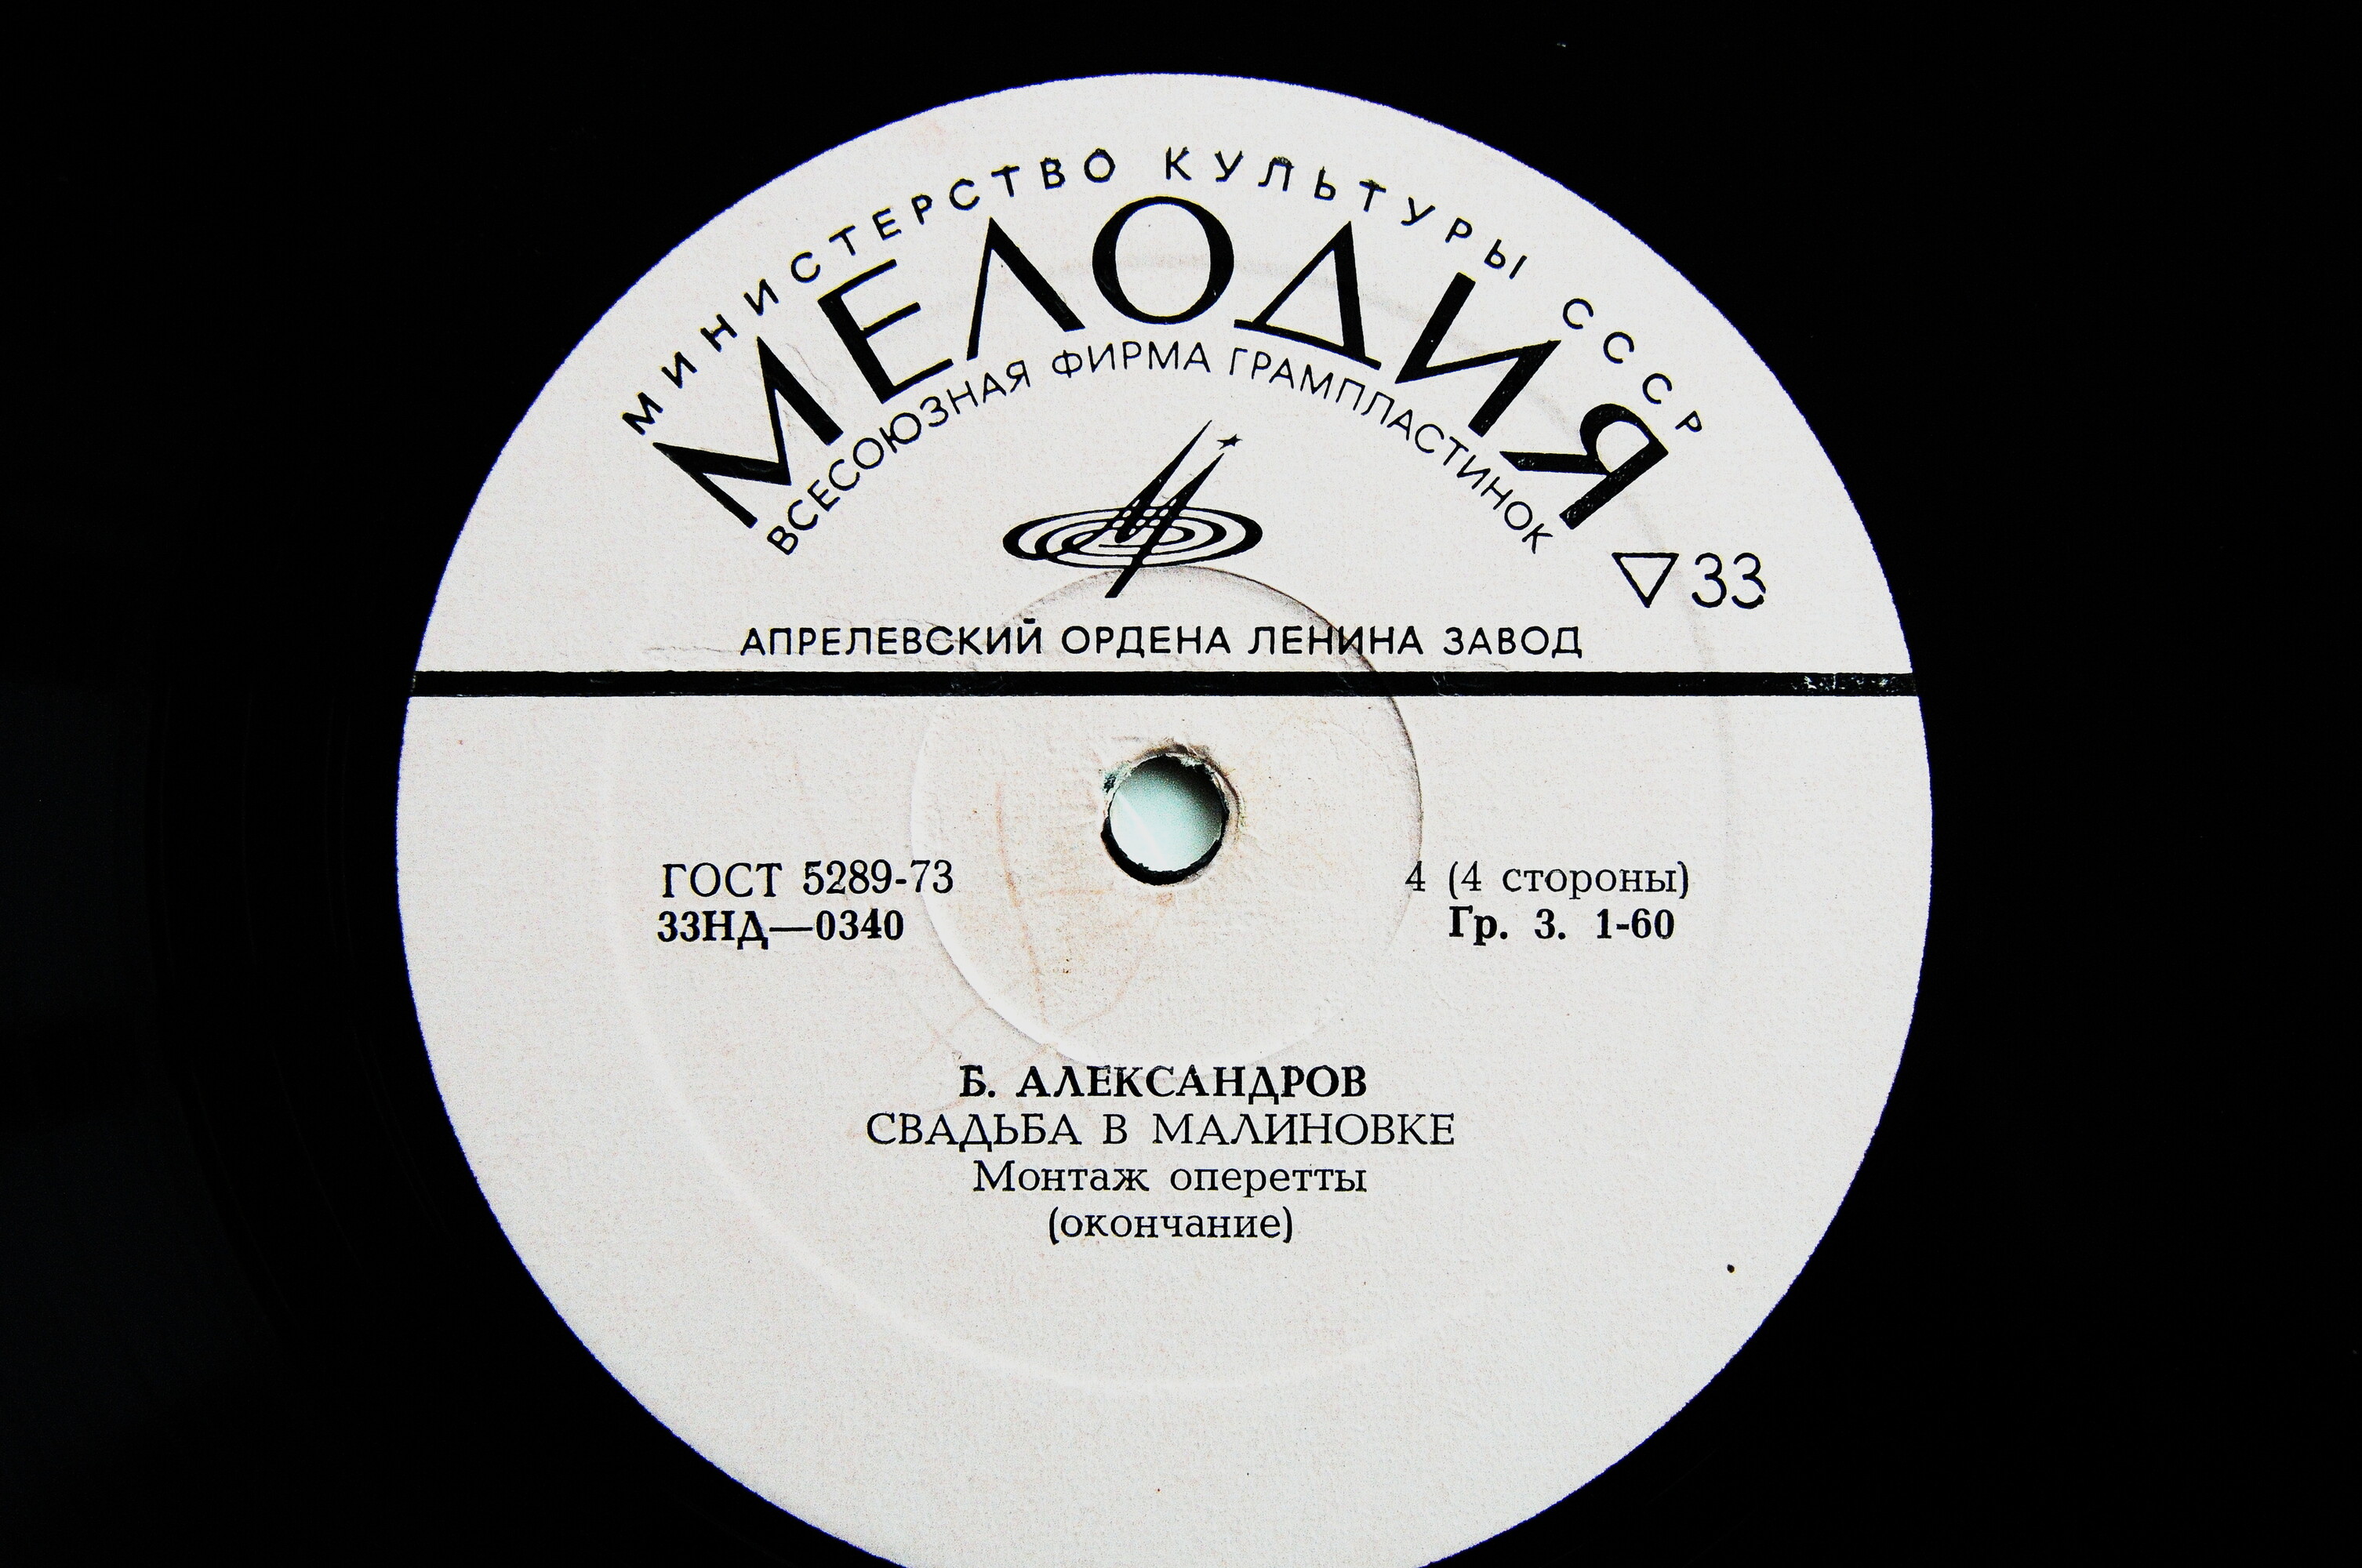 МИНИСТЕРСТВО КУЛЬТУРЫ СССР
МЕЛОДИЯ
ВСЕСОЮЗНАЯ ФИРМА ГРАМПЛАСТИНОК
▽33
АПРЕЛЕВСКИЙ ОРДЕНА ЛЕНИНА ЗАВОД
ГОСТ 5289-73
33НД—0340
4 (4 стороны)
Гр. 3. 1-60
Б. АЛЕКСАНДРОВ
СВАДЬБА В МАЛИНОВКЕ
Монтаж оперетты
(окончание)